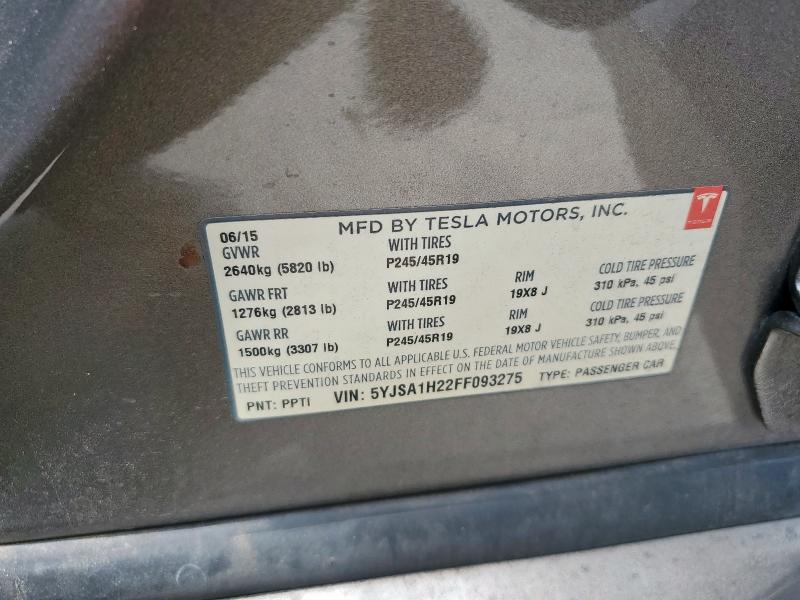 MFD BY TESLA MOTORS, INC.
TESLA
06/15
GVWR WITH TIRES
2640kg (5820 lb) P245/45R19
GAWR FRT WITH TIRES RIM COLD TIRE PRESSURE
1276kg (2813 lb) P245/45R19 19X8 J 310 kPa, 45 psi
GAWR RR WITH TIRES RIM COLD TIRE PRESSURE
1500kg (3307 lb) P245/45R19 19X8 J 310 kPa, 45 psi
THIS VEHICLE CONFORMS TO ALL APPLICABLE U.S. FEDERAL MOTOR VEHICLE SAFETY, BUMPER, AND
THEFT PREVENTION STANDARDS IN EFFECT ON THE DATE OF MANUFACTURE SHOWN ABOVE.
PNT: PPTI VIN: 5YJSA1H22FF093275 TYPE: PASSENGER CAR